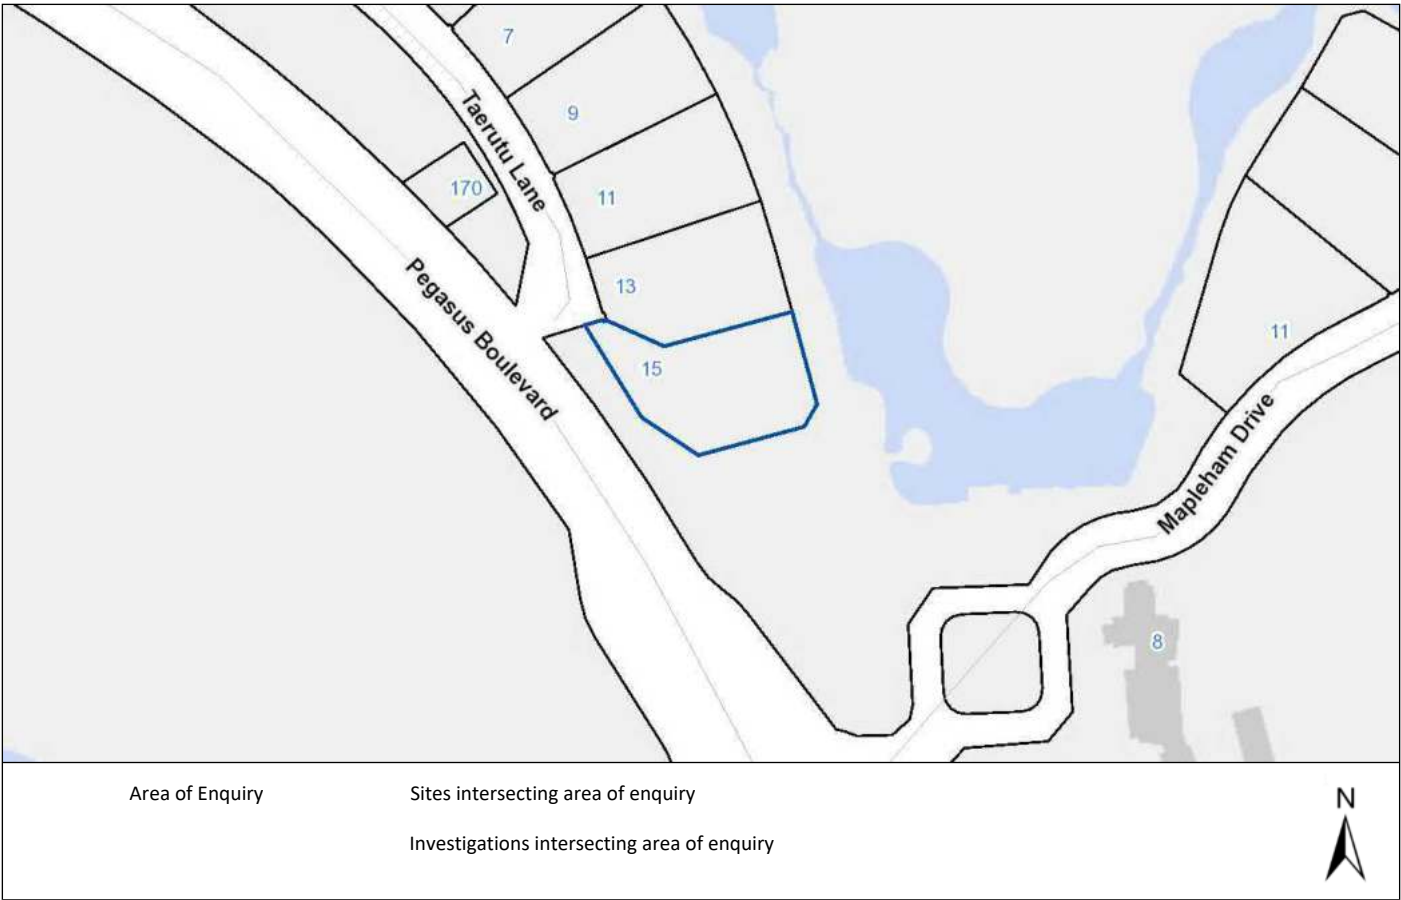 7
9
Taerutu Lane
170
11
13
Pegasus Boulevard
11
15
Mapleham Drive
8
Area of Enquiry
Sites intersecting area of enquiry
Investigations intersecting area of enquiry
N